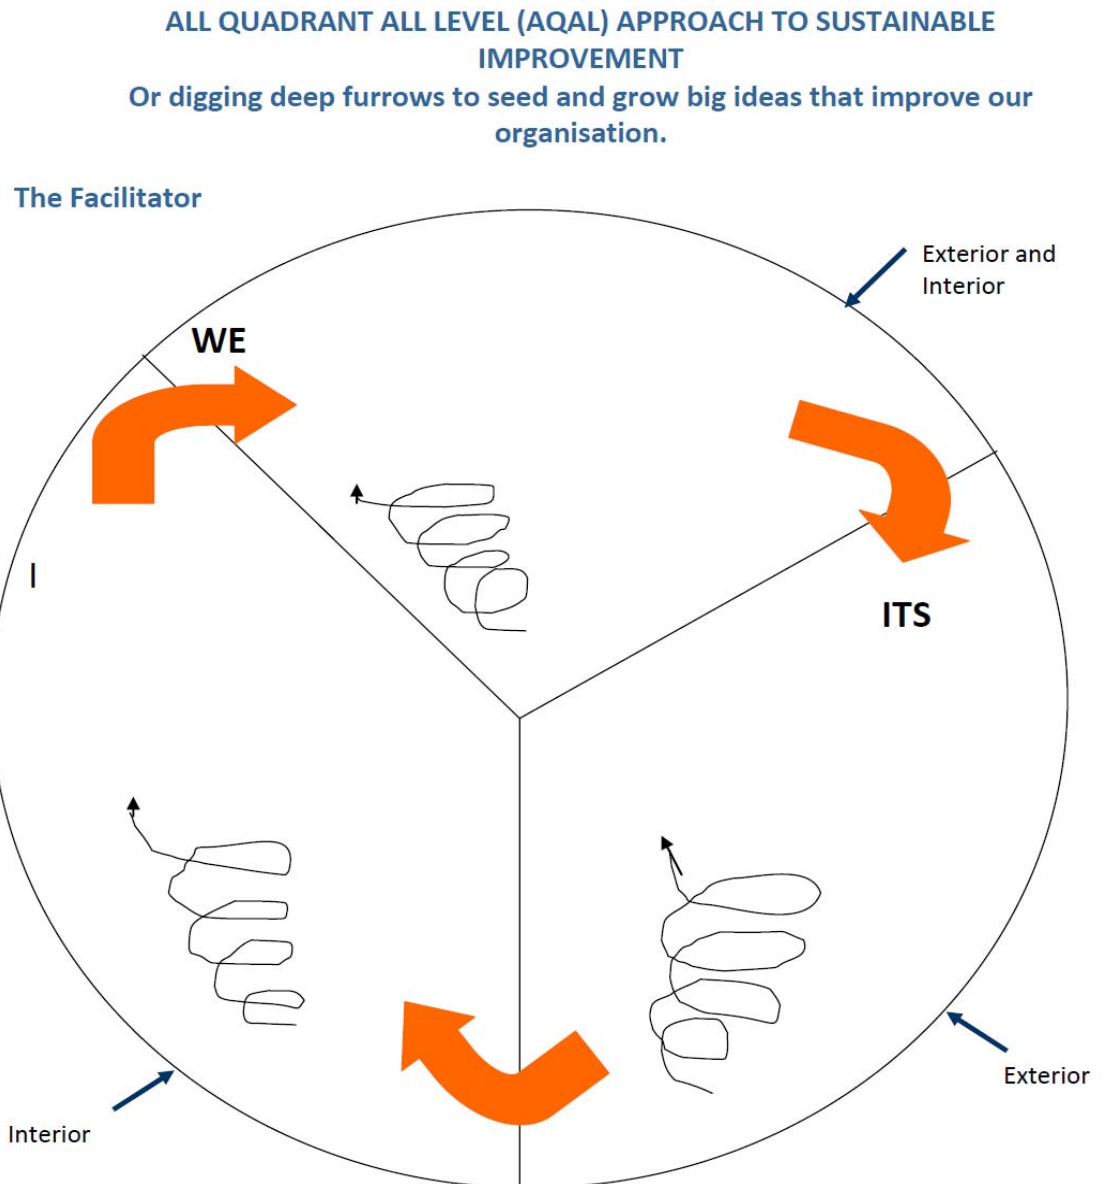 ALL QUADRANT ALL LEVEL (AQAL) APPROACH TO SUSTAINABLE
IMPROVEMENT
Or digging deep furrows to seed and grow big ideas that improve our
organisation.
The Facilitator
Exterior and
Interior
WE
I
ITS
Exterior
Interior